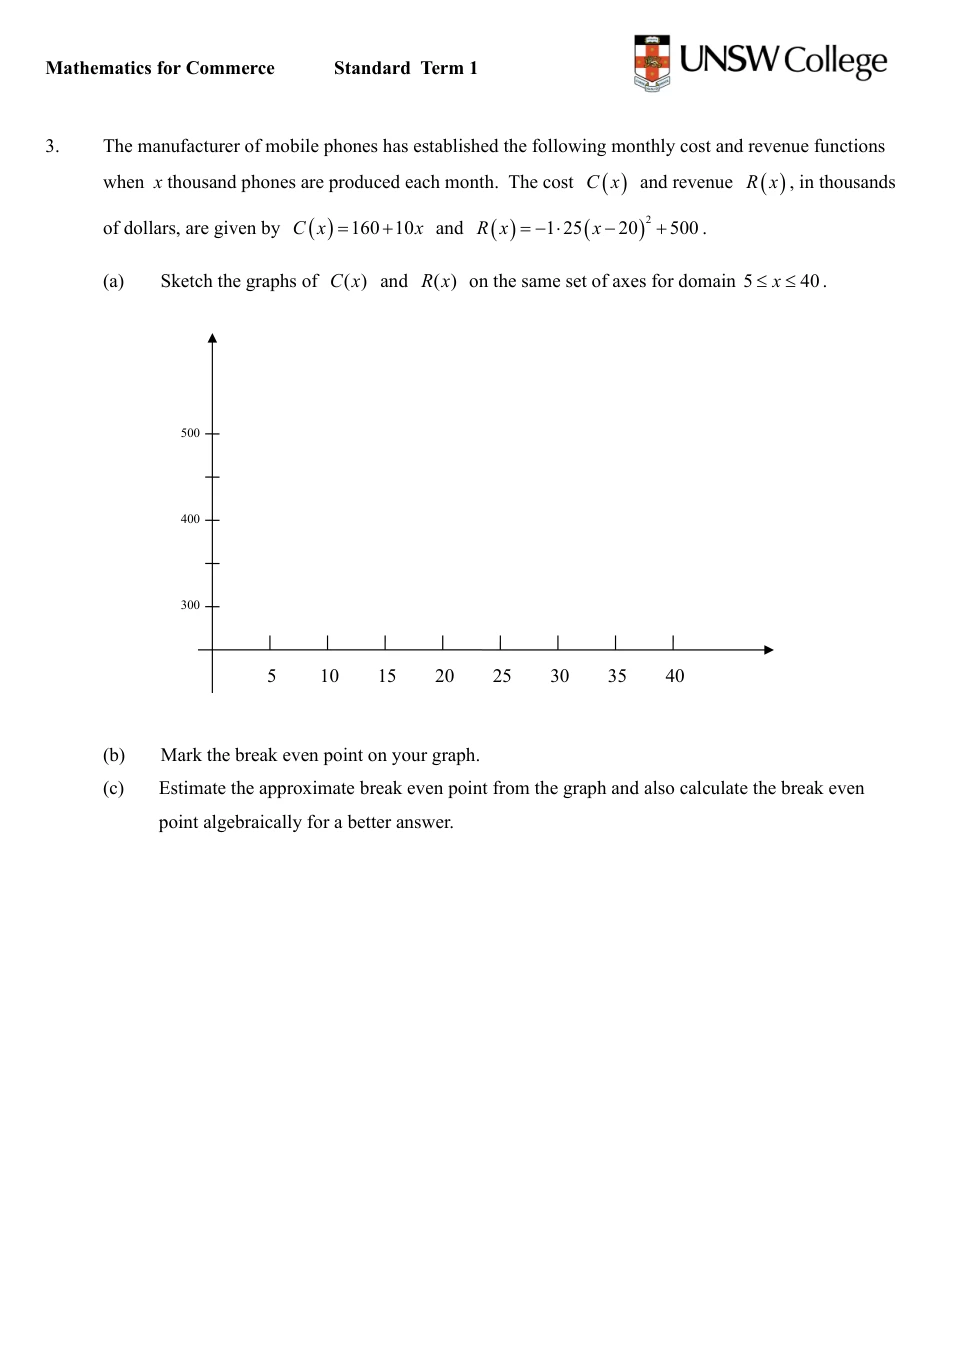 Mathematics for Commerce Standard Term 1
UNSW College
3. The manufacturer of mobile phones has established the following monthly cost and revenue functions
when x thousand phones are produced each month. The cost C(x) and revenue R(x), in thousands
of dollars, are given by C(x)=160+10x and R(x)=−1·25(x−20)²+500.
(a) Sketch the graphs of C(x) and R(x) on the same set of axes for domain 5≤x≤40.
500
400
300
5 10 15 20 25 30 35 40
(b) Mark the break even point on your graph.
(c) Estimate the approximate break even point from the graph and also calculate the break even
point algebraically for a better answer.